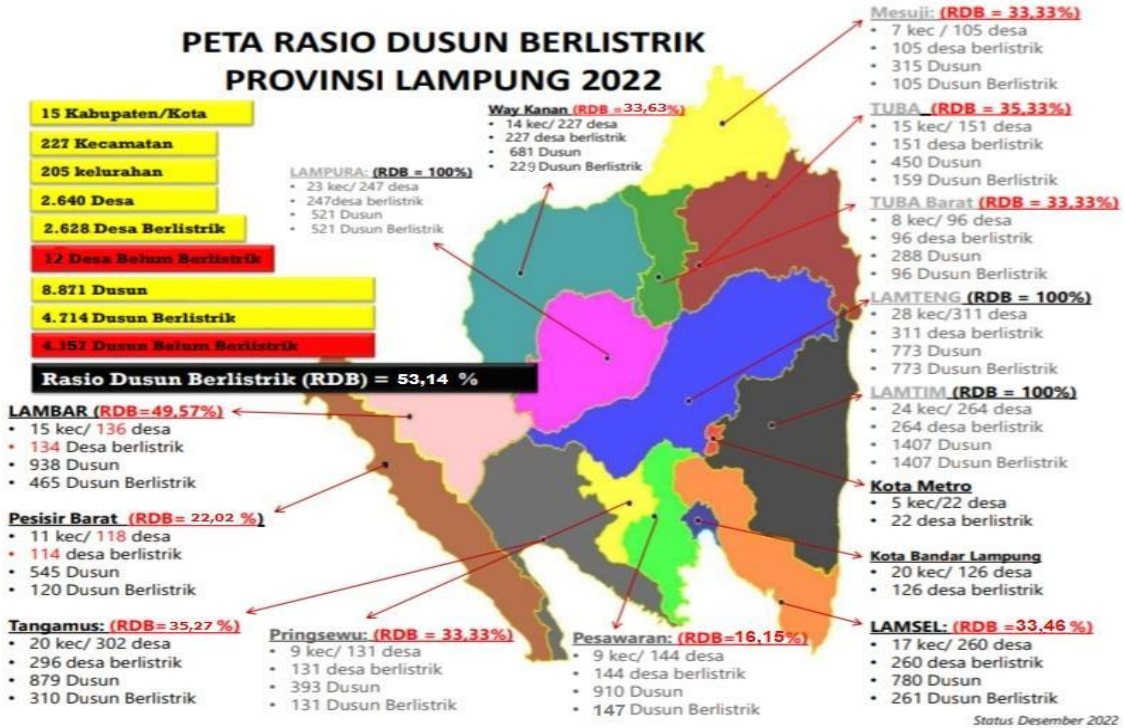 PETA RASIO DUSUN BERLISTRIK
PROVINSI LAMPUNG 2022
15 Kabupaten/Kota
227 Kecamatan
205 kelurahan
2.640 Desa
2.628 Desa Berlistrik
12 Desa Belum Berlistrik
8.871 Dusun
4.714 Dusun Berlistrik
4.157 Dusun Belum Berlistrik
Rasio Dusun Berlistrik (RDB) = 53,14 %
Way Kanan (RDB = 33,63%)
• 14 kec/ 227 desa
• 227 desa berlistrik
• 681 Dusun
• 229 Dusun Berlistrik
LAMPURA: (RDB = 100%)
• 23 kec/ 247 desa
• 247desa berlistrik
• 521 Dusun
• 521 Dusun Berlistrik
Mesuji: (RDB = 33,33%)
• 7 kec / 105 desa
• 105 desa berlistrik
• 315 Dusun
• 105 Dusun Berlistrik
TUBA (RDB = 35,33%)
• 15 kec/ 151 desa
• 151 desa berlistrik
• 450 Dusun
• 159 Dusun Berlistrik
TUBA Barat (RDB = 33,33%)
• 8 kec/ 96 desa
• 96 desa berlistrik
• 288 Dusun
• 96 Dusun Berlistrik
LAMTENG (RDB = 100%)
• 28 kec/311 desa
• 311 desa berlistrik
• 773 Dusun
• 773 Dusun Berlistrik
LAMTIM (RDB = 100%)
• 24 kec/ 264 desa
• 264 desa berlistrik
• 1407 Dusun
• 1407 Dusun Berlistrik
Kota Metro
• 5 kec/22 desa
• 22 desa berlistrik
Kota Bandar Lampung
• 20 kec/ 126 desa
• 126 desa berlistrik
LAMSEL: (RDB = 33,46 %)
• 17 kec/ 260 desa
• 260 desa berlistrik
• 780 Dusun
• 261 Dusun Berlistrik
LAMBAR (RDB=49,57%)
• 15 kec/ 136 desa
• 134 Desa berlistrik
• 938 Dusun
• 465 Dusun Berlistrik
Pesisir Barat (RDB= 22,02 %)
• 11 kec/ 118 desa
• 114 desa berlistrik
• 545 Dusun
• 120 Dusun Berlistrik
Tangamus: (RDB=35,27 %)
• 20 kec/ 302 desa
• 296 desa berlistrik
• 879 Dusun
• 310 Dusun Berlistrik
Pringsewu: (RDB = 33,33%)
• 9 kec/ 131 desa
• 131 desa berlistrik
• 393 Dusun
• 131 Dusun Berlistrik
Pesawaran: (RDB=16,15%)
• 9 kec/ 144 desa
• 144 desa berlistrik
• 910 Dusun
• 147 Dusun Berlistrik
Status Desember 2022